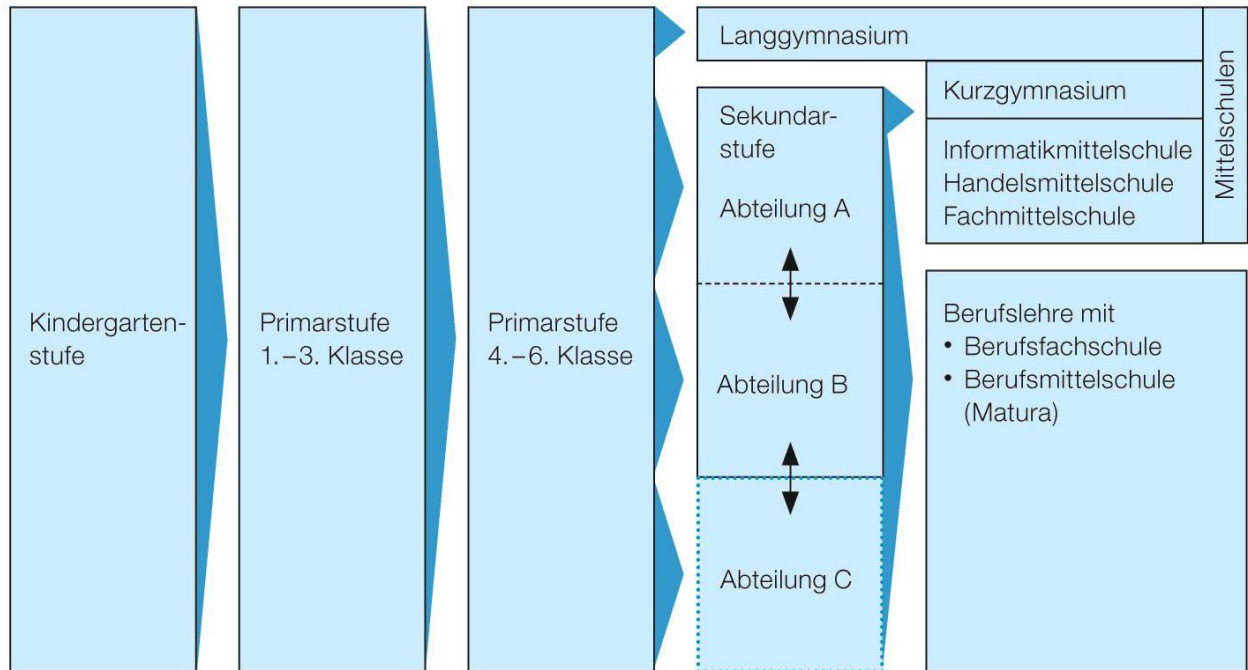 Kindergarten-
stufe
Primarstufe
1.–3. Klasse
Primarstufe
4.–6. Klasse
Langgymnasium
Sekundar-
stufe
Abteilung A
Abteilung B
Abteilung C
Kurzgymnasium
Informatikmittelschule
Handelsmittelschule
Fachmittelschule
Mittelschulen
Berufslehre mit
• Berufsfachschule
• Berufsmittelschule
(Matura)